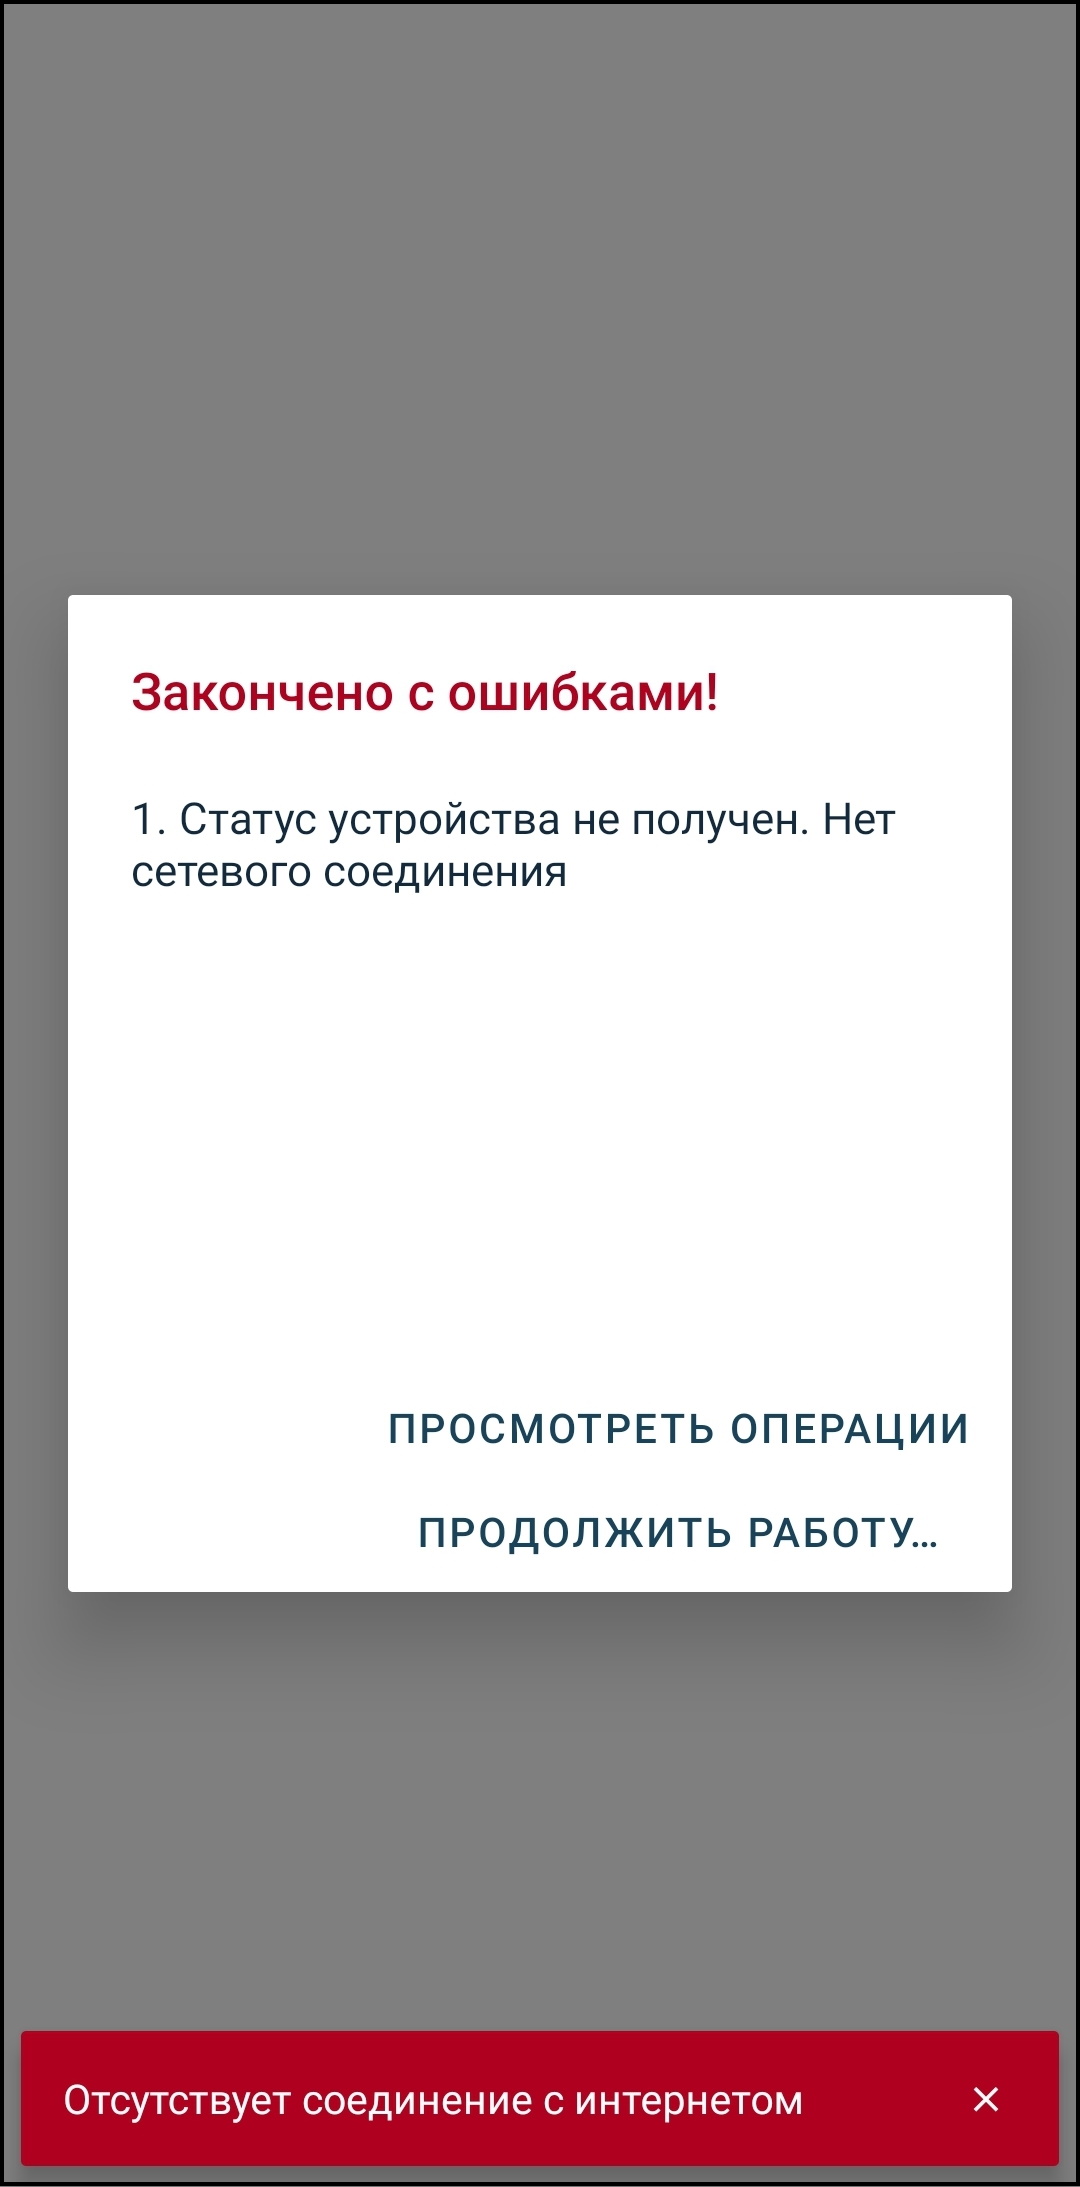 Закончено с ошибками!
1. Статус устройства не получен. Нет
сетевого соединения
ПРОСМОТРЕТЬ ОПЕРАЦИИ
ПРОДОЛЖИТЬ РАБОТУ...
Отсутствует соединение с интернетом